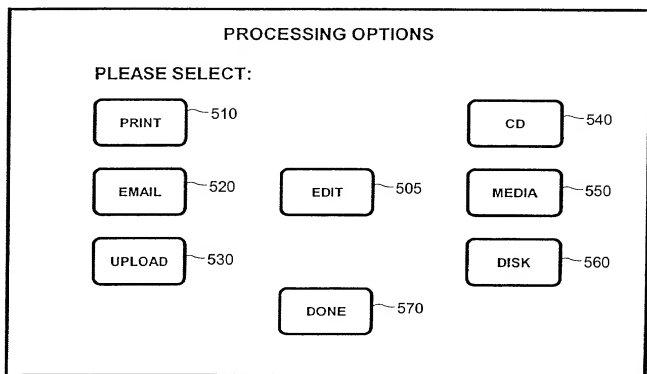 PROCESSING OPTIONS
PLEASE SELECT:
PRINT 510
CD 540
EMAIL 520
EDIT 505
MEDIA 550
UPLOAD 530
DISK 560
DONE 570